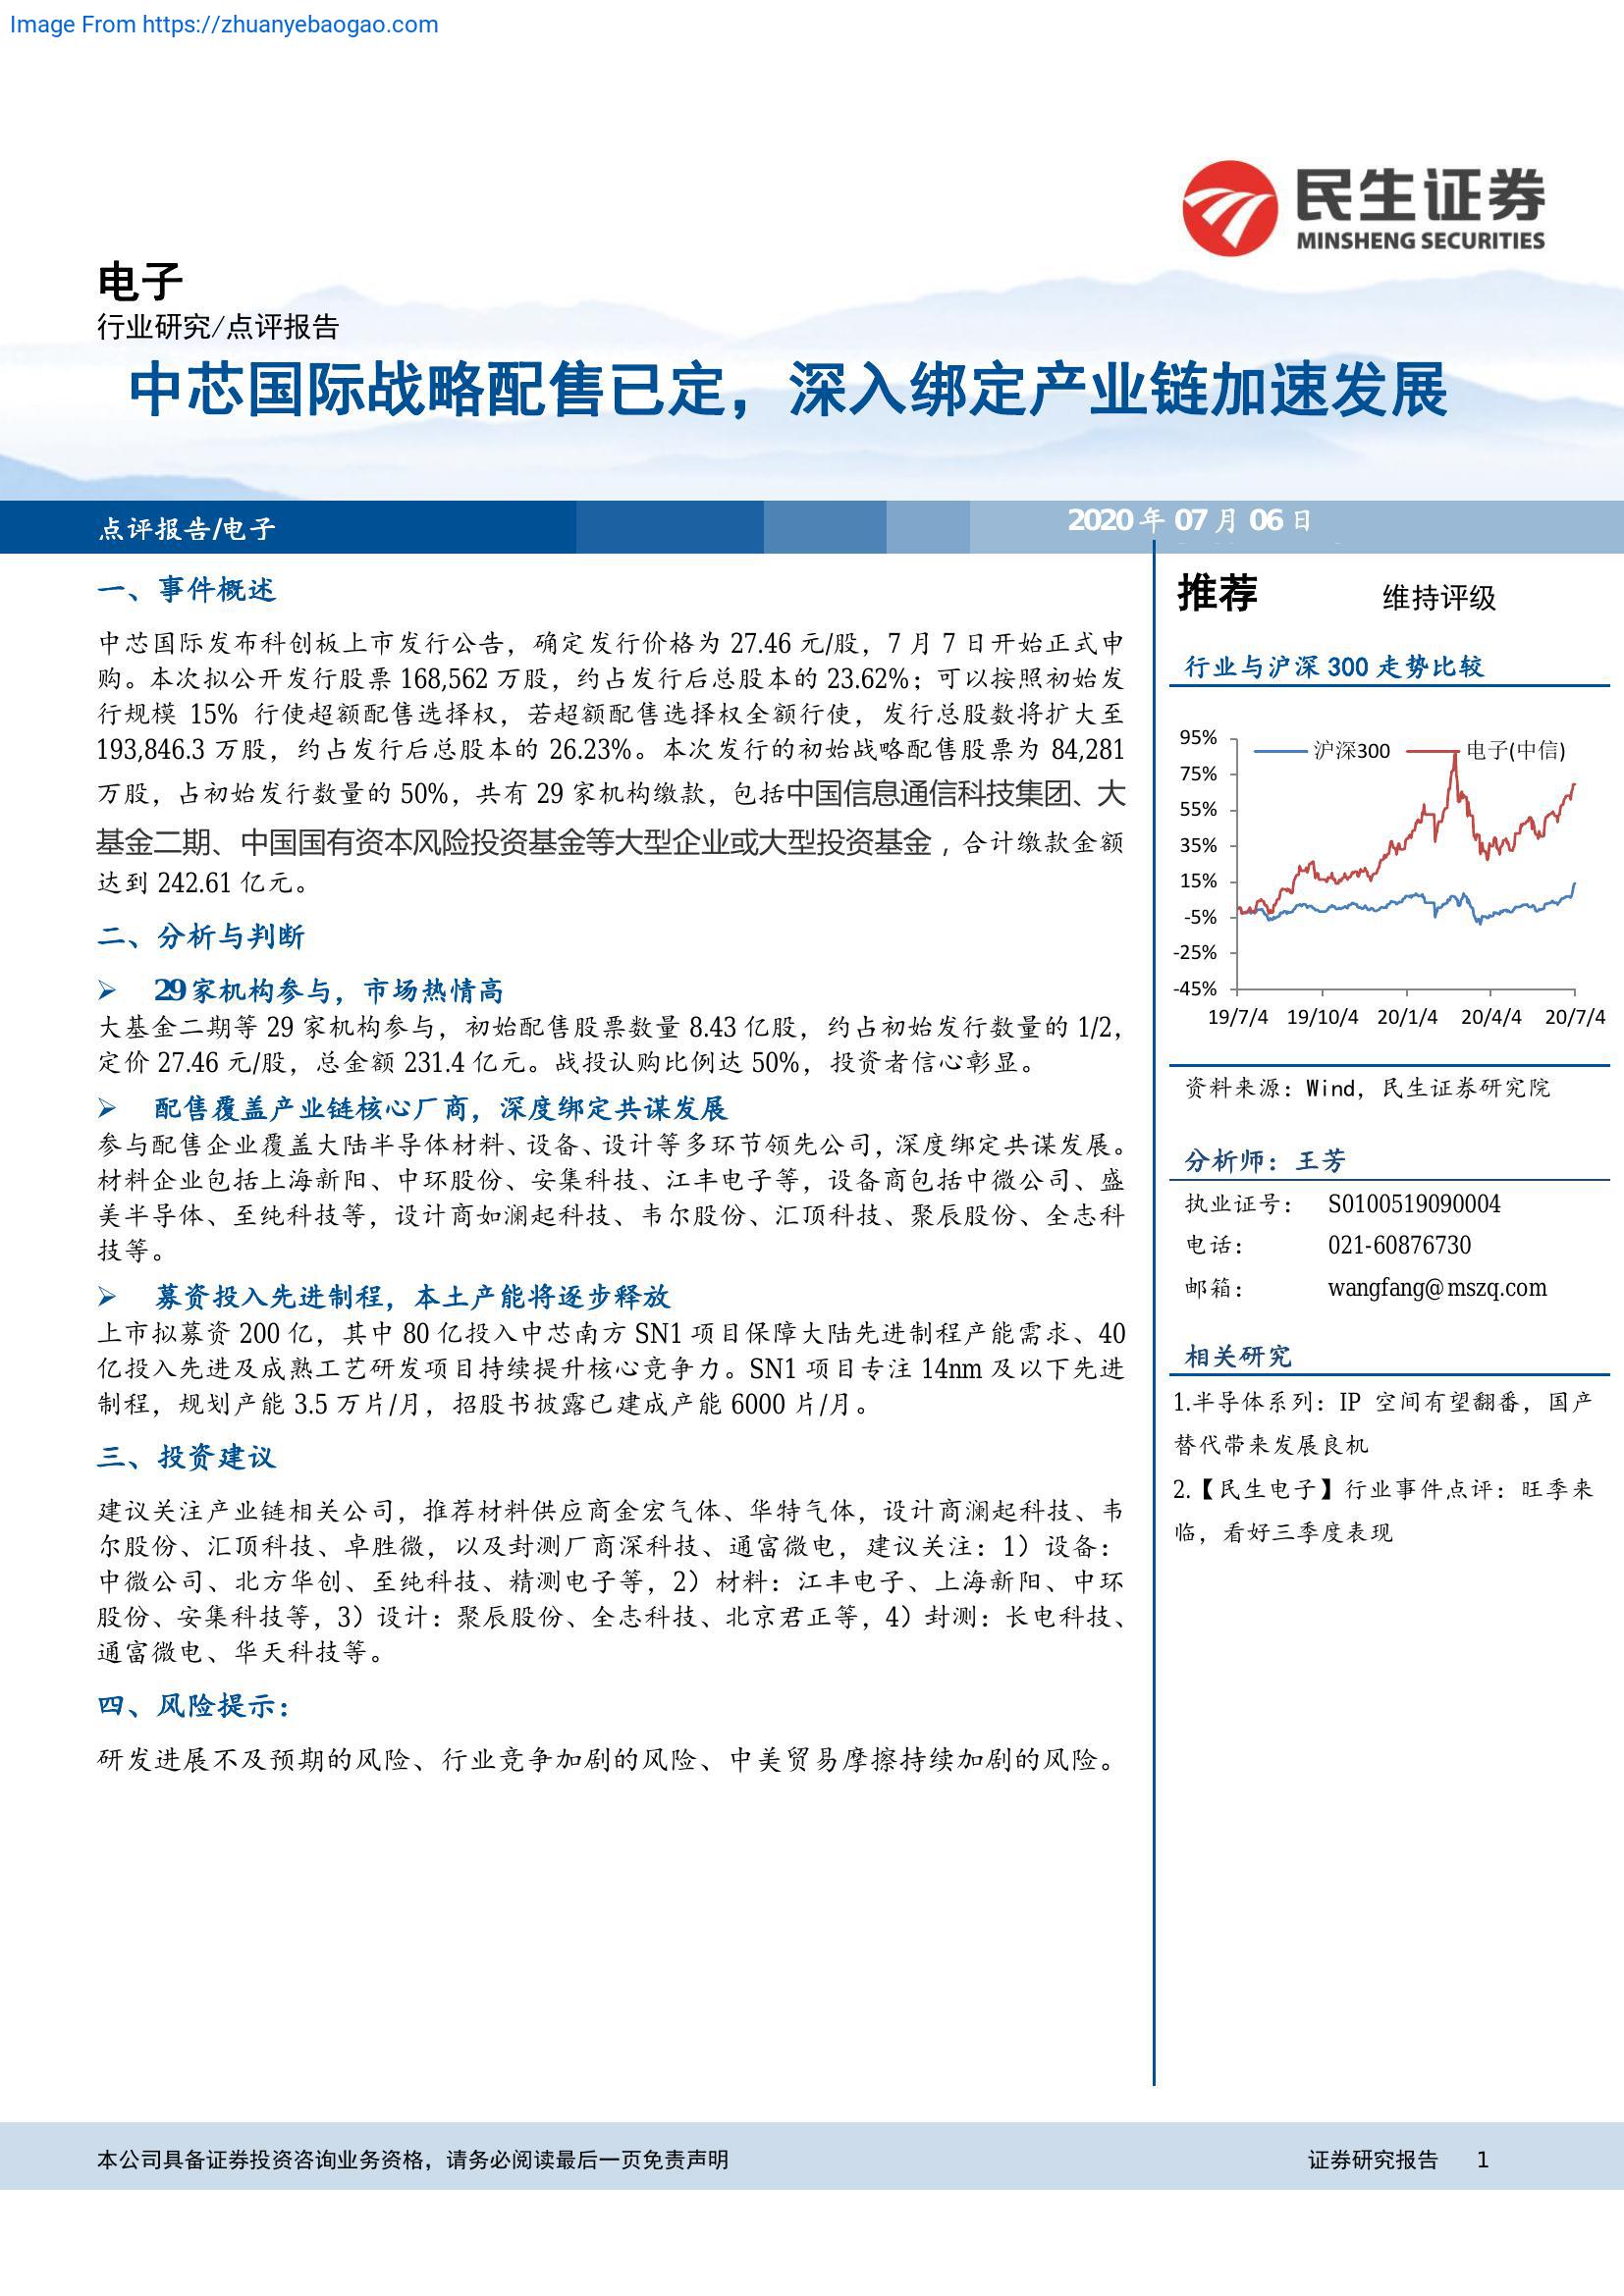 Image From https://zhuanyebaogao.com
民生证券
MINSHENG SECURITIES
电子
行业研究/点评报告
中芯国际战略配售已定，深入绑定产业链加速发展
点评报告/电子
2020 年 07 月 06 日
一、事件概述
中芯国际发布科创板上市发行公告，确定发行价格为 27.46 元/股，7 月 7 日开始正式申
购。本次拟公开发行股票 168,562 万股，约占发行后总股本的 23.62%；可以按照初始发
行规模 15% 行使超额配售选择权，若超额配售选择权全额行使，发行总股数将扩大至
193,846.3 万股，约占发行后总股本的 26.23%。本次发行的初始战略配售股票为 84,281
万股，占初始发行数量的 50%，共有 29 家机构缴款，包括中国信息通信科技集团、大
基金二期、中国国有资本风险投资基金等大型企业或大型投资基金，合计缴款金额
达到 242.61 亿元。
二、分析与判断
➢ 29 家机构参与，市场热情高
大基金二期等 29 家机构参与，初始配售股票数量 8.43 亿股，约占初始发行数量的 1/2，
定价 27.46 元/股，总金额 231.4 亿元。战投认购比例达 50%，投资者信心彰显。
➢ 配售覆盖产业链核心厂商，深度绑定共谋发展
参与配售企业覆盖大陆半导体材料、设备、设计等多环节领先公司，深度绑定共谋发展。
材料企业包括上海新阳、中环股份、安集科技、江丰电子等，设备商包括中微公司、盛
美半导体、至纯科技等，设计商如澜起科技、韦尔股份、汇顶科技、聚辰股份、全志科
技等。
➢ 募资投入先进制程，本土产能将逐步释放
上市拟募资 200 亿，其中 80 亿投入中芯南方 SN1 项目保障大陆先进制程产能需求、40
亿投入先进及成熟工艺研发项目持续提升核心竞争力。SN1 项目专注 14nm 及以下先进
制程，规划产能 3.5 万片/月，招股书披露已建成产能 6000 片/月。
三、投资建议
建议关注产业链相关公司，推荐材料供应商金宏气体、华特气体，设计商澜起科技、韦
尔股份、汇顶科技、卓胜微，以及封测厂商深科技、通富微电，建议关注：1）设备：
中微公司、北方华创、至纯科技、精测电子等，2）材料：江丰电子、上海新阳、中环
股份、安集科技等，3）设计：聚辰股份、全志科技、北京君正等，4）封测：长电科技、
通富微电、华天科技等。
四、风险提示：
研发进展不及预期的风险、行业竞争加剧的风险、中美贸易摩擦持续加剧的风险。
推荐 维持评级
行业与沪深 300 走势比较
沪深300 电子(中信)
95%
75%
55%
35%
15%
-5%
-25%
-45%
19/7/4 19/10/4 20/1/4 20/4/4 20/7/4
资料来源：Wind，民生证券研究院
分析师：王芳
执业证号： S0100519090004
电话： 021-60876730
邮箱： wangfang@mszq.com
相关研究
1.半导体系列：IP 空间有望翻番，国产
替代带来发展良机
2.【民生电子】行业事件点评：旺季来
临，看好三季度表现
本公司具备证券投资咨询业务资格，请务必阅读最后一页免责声明
证券研究报告 1